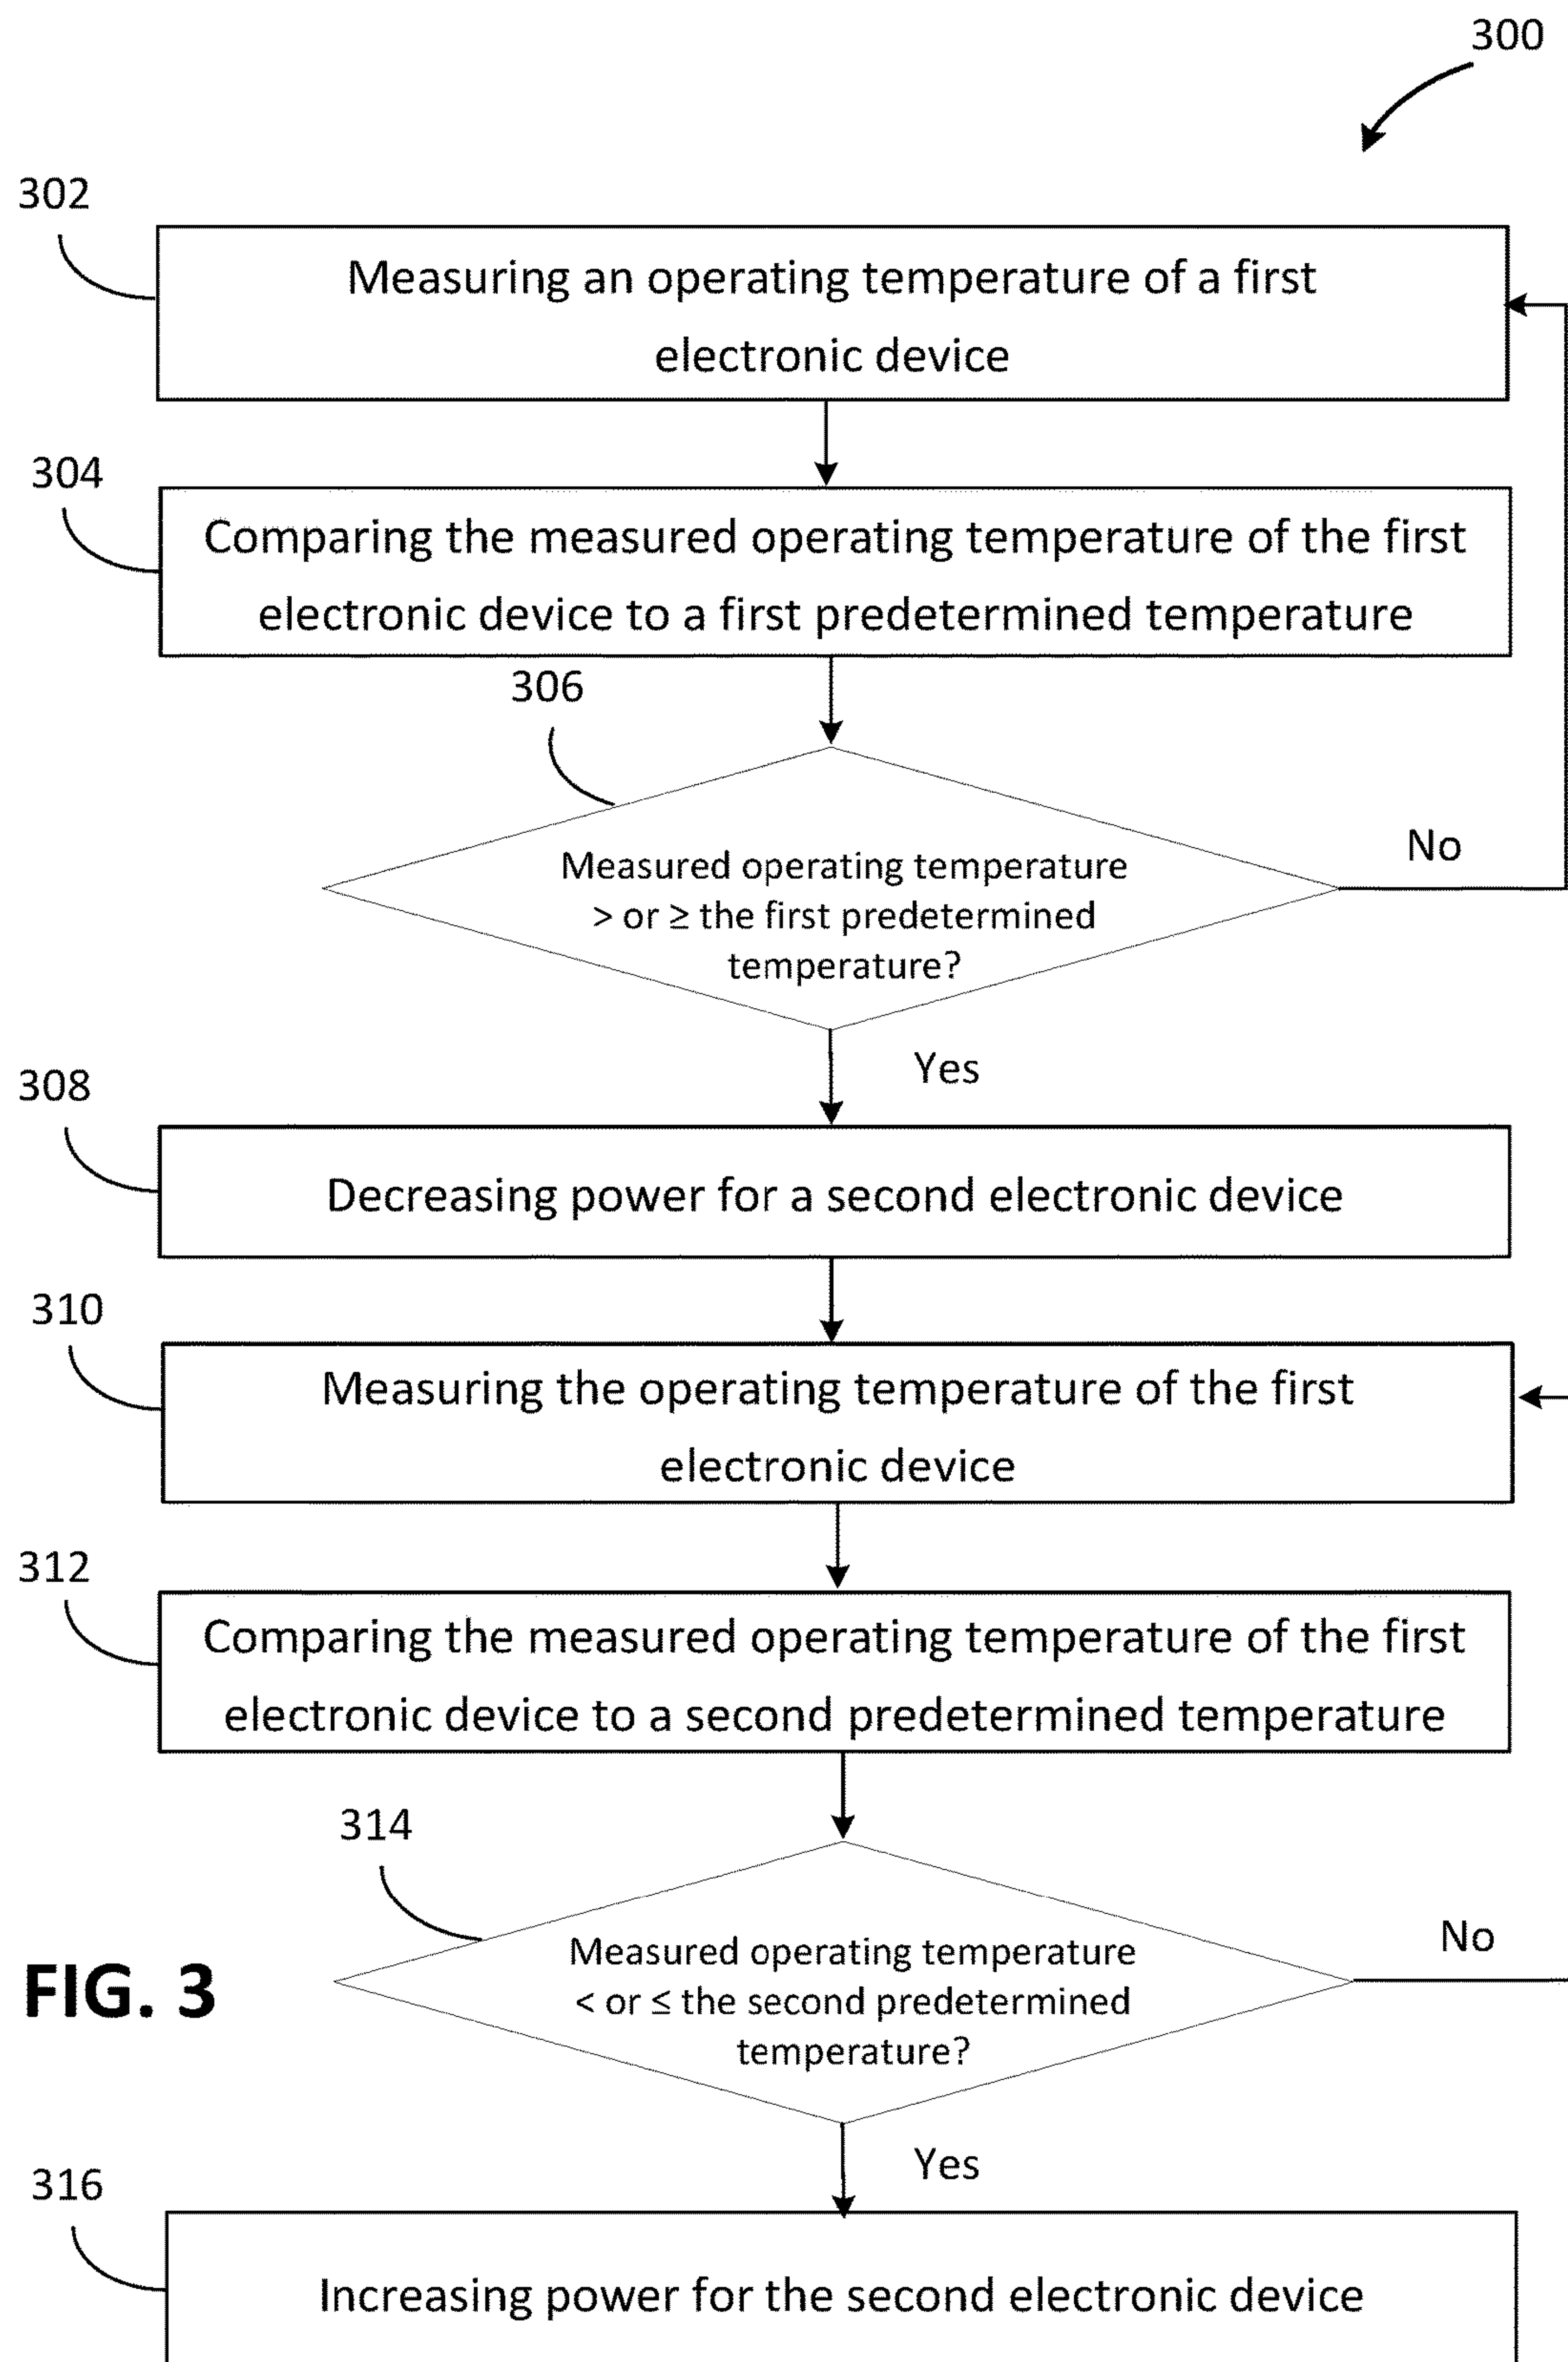 300
302
Measuring an operating temperature of a first
electronic device
304
Comparing the measured operating temperature of the first
electronic device to a first predetermined temperature
306
Measured operating temperature
> or ≥ the first predetermined
temperature?
No
Yes
308
Decreasing power for a second electronic device
310
Measuring the operating temperature of the first
electronic device
312
Comparing the measured operating temperature of the first
electronic device to a second predetermined temperature
314
Measured operating temperature
< or ≤ the second predetermined
temperature?
No
FIG. 3
Yes
316
Increasing power for the second electronic device